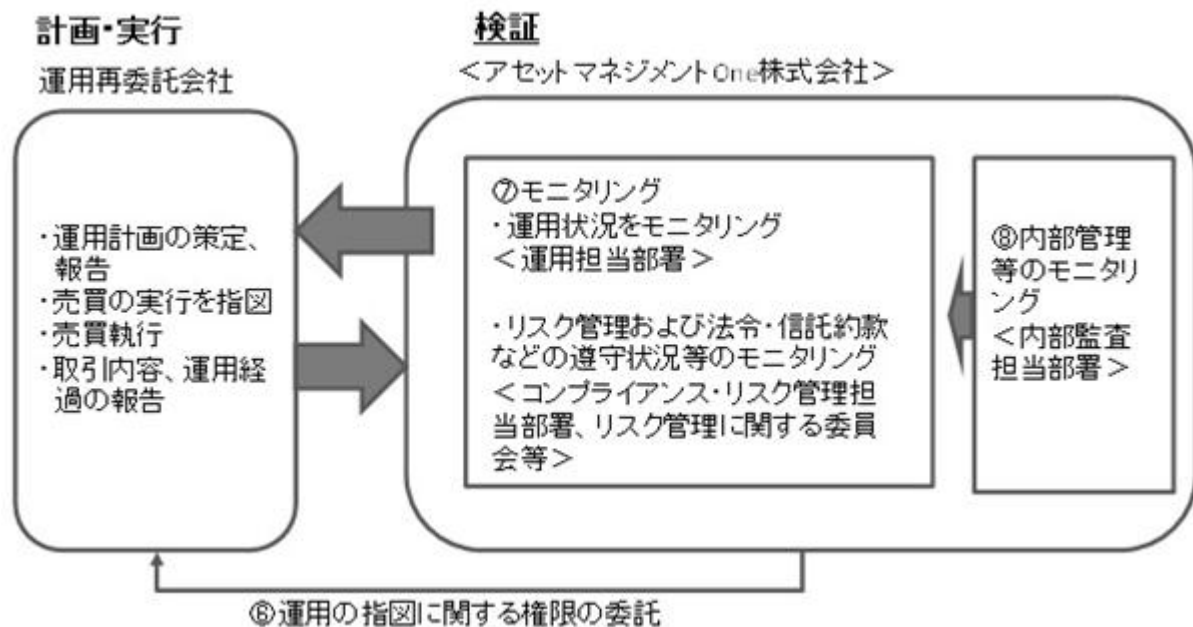 計画・実行
運用再委託会社
・運用計画の策定、
報告
・売買の実行を指図
・売買執行
・取引内容、運用経
過の報告
検証
＜アセットマネジメントOne株式会社＞
⑦モニタリング
・運用状況をモニタリング
＜運用担当部署＞
・リスク管理および法令・信託約款
などの遵守状況等のモニタリング
＜コンプライアンス・リスク管理担
当部署、リスク管理に関する委員
会等＞
⑧内部管理
等のモニタリ
ング
＜内部監査
担当部署＞
⑥運用の指図に関する権限の委託